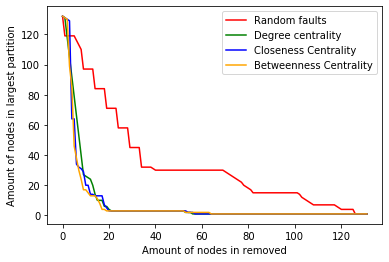 Random faults
Degree centrality
Closeness Centrality
Betweenness Centrality
Amount of nodes in largest partition
120
100
80
60
40
20
0
0 20 40 60 80 100 120
Amount of nodes in removed